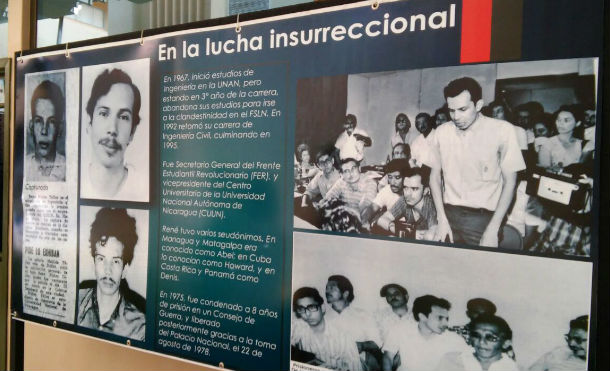 En la lucha insurreccional
En 1967, inició estudios de
Ingeniería en la UNAN, pero
estando en 3° año de la carrera,
abandona sus estudios para irse
a la clandestinidad en el FSLN. En
1992 retomó su carrera de
Ingeniería Civil, culminando en
1995.
Fue Secretario General del Frente
Estudiantil Revolucionario (FER), y
vicepresidente del Centro
Universitario de la Universidad
Nacional Autónoma de
Nicaragua (CUUN).
René tuvo varios seudónimos. En
Managua y Matagalpa era
conocido como Abel; en Cuba
lo conocían como Howard, y en
Costa Rica y Panamá como
Denis.
En 1975, fue condenado a 8 años
de prisión en un Consejo de
Guerra, y liberado
posteriormente gracias a la toma
del Palacio Nacional, el 22 de
agosto de 1978.
Capturado